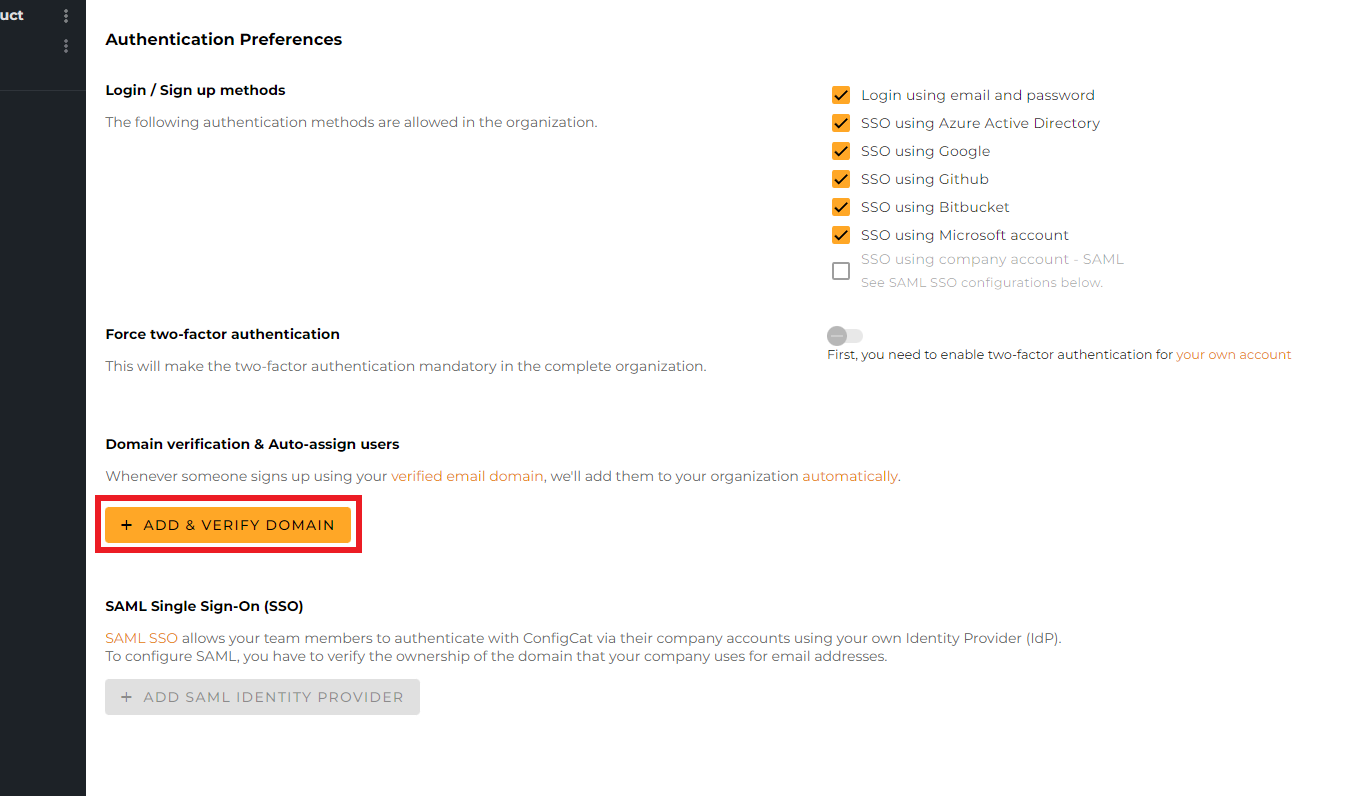 uct
Authentication Preferences
Login / Sign up methods
The following authentication methods are allowed in the organization.
Login using email and password
SSO using Azure Active Directory
SSO using Google
SSO using Github
SSO using Bitbucket
SSO using Microsoft account
SSO using company account - SAML
See SAML SSO configurations below.
Force two-factor authentication
This will make the two-factor authentication mandatory in the complete organization.
First, you need to enable two-factor authentication for your own account
Domain verification & Auto-assign users
Whenever someone signs up using your verified email domain, we'll add them to your organization automatically.
+ ADD & VERIFY DOMAIN
SAML Single Sign-On (SSO)
SAML SSO allows your team members to authenticate with ConfigCat via their company accounts using your own Identity Provider (IdP).
To configure SAML, you have to verify the ownership of the domain that your company uses for email addresses.
+ ADD SAML IDENTITY PROVIDER